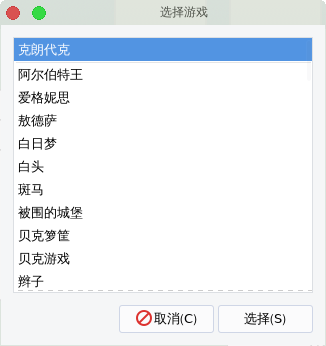 选择游戏
克朗代克
阿尔伯特王
爱格妮思
敖德萨
白日梦
白头
斑马
被围的城堡
贝克箩筐
贝克游戏
辫子
取消(C)
选择(S)